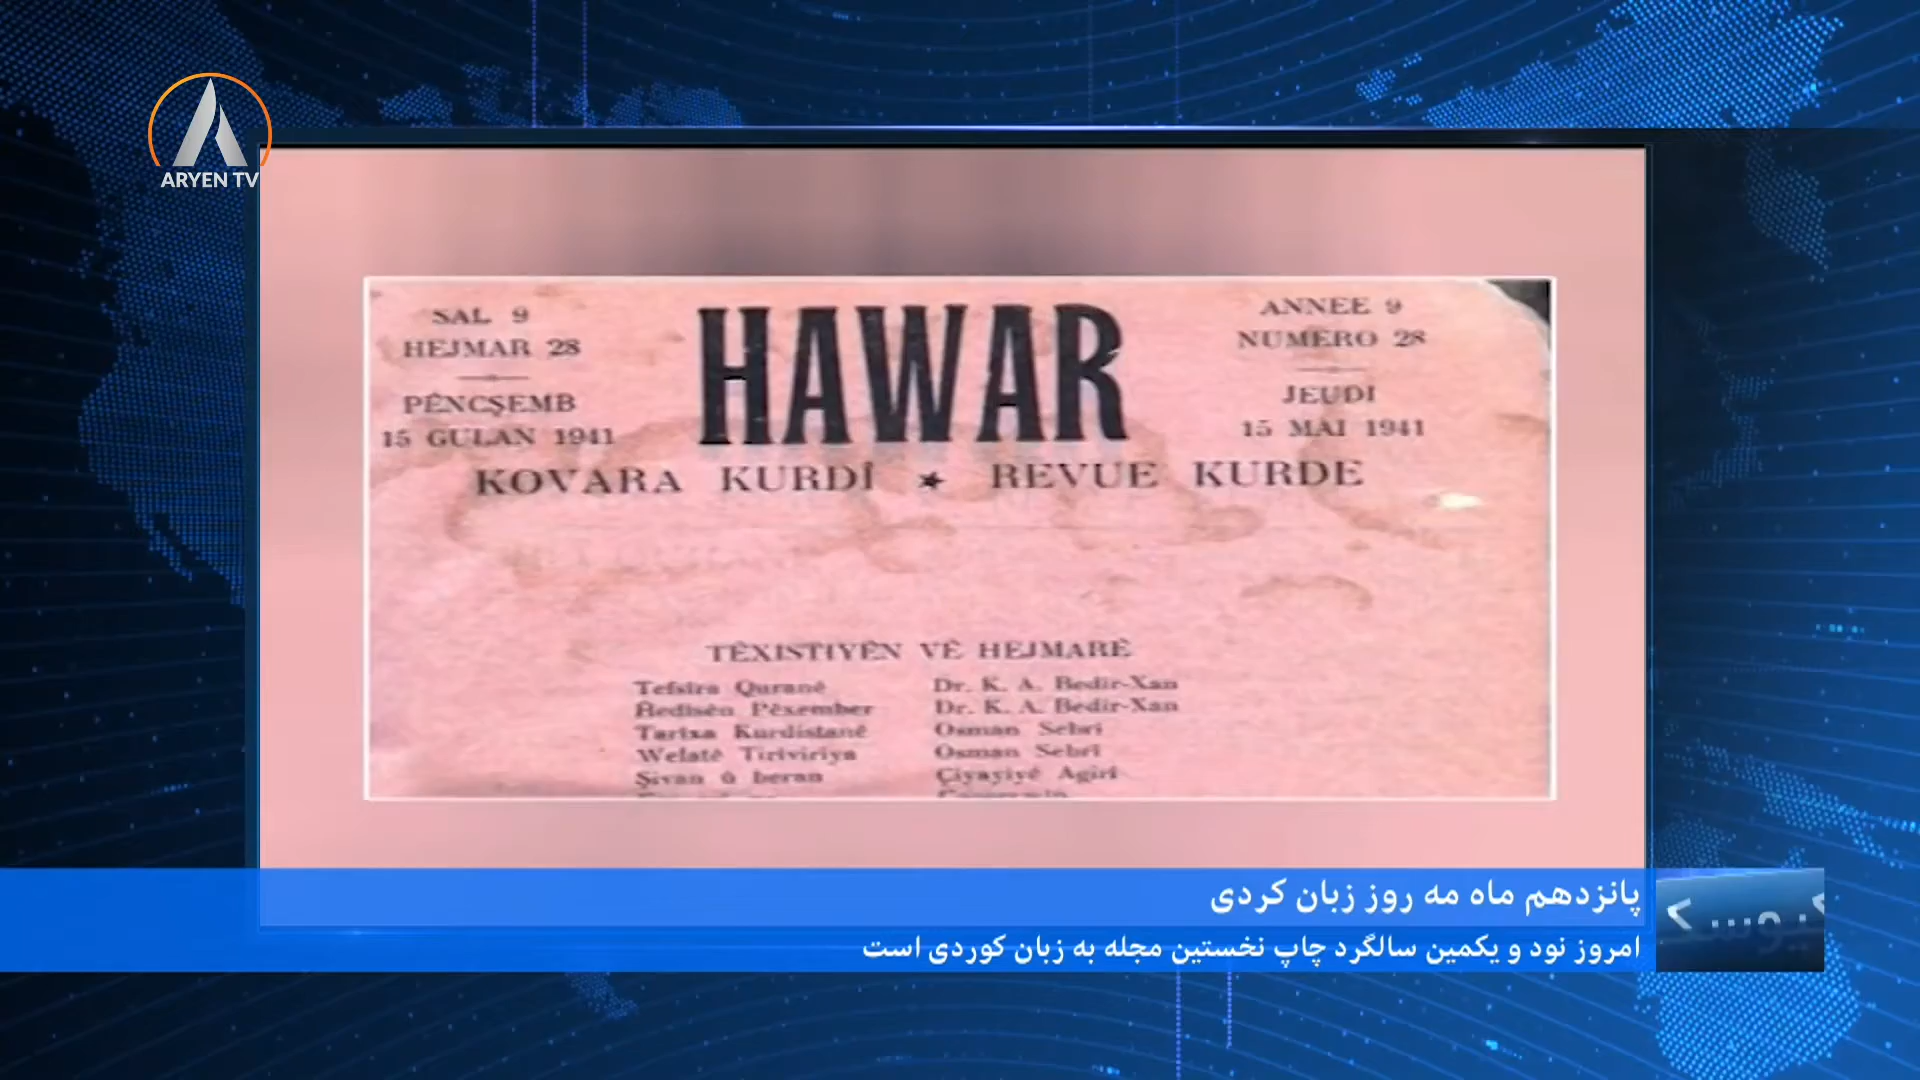 ARYEN TV
SAL 9
HEJMAR 28
PÊNCŞEMB
15 GULAN 1941
HAWAR
ANNEE 9
NUMERO 28
JEUDI
15 MAI 1941
KOVARA KURDÎ ★ REVUE KURDE
TÊXISTIYÊN VÊ HEJMARÊ
Tefsîra Quranê Dr. K. A. Bedir-Xan
Ḧedîsên Pêxember Dr. K. A. Bedir-Xan
Tarîxa Kurdistanê Osman Sebrî
Welatê Tirîvîriya Osman Sebrî
Şivan û beran Çiyayiyê Agirî
پانزدهم ماه مه روز زبان کردی
امروز نود و یکمین سالگرد چاپ نخستین مجله به زبان کوردی است